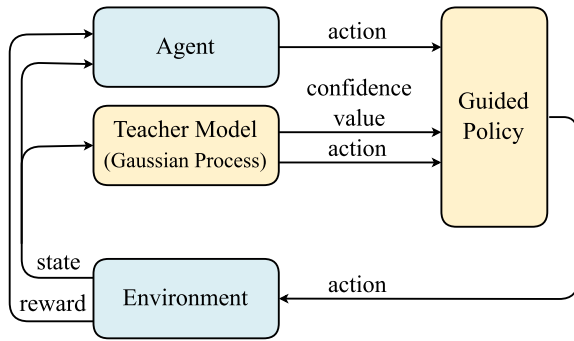 Agent
action
confidence
value
action
Teacher Model
(Gaussian Process)
Guided
Policy
state
reward
Environment
action